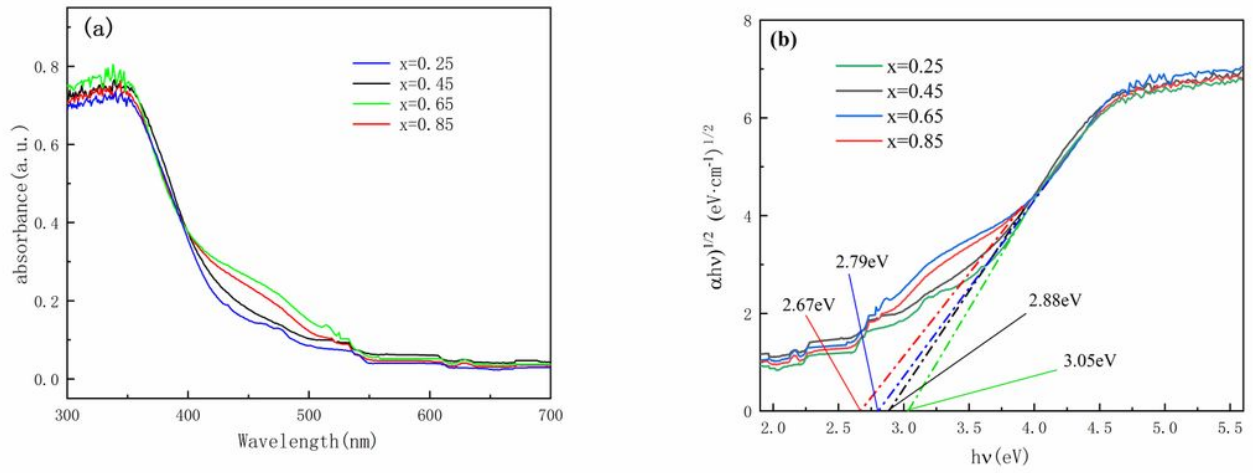 (a)
x=0.25
x=0.45
x=0.65
x=0.85
absorbance(a.u.)
0.8
0.6
0.4
0.2
0.0
300 400 500 600 700
Wavelength(nm)
(b)
x=0.25
x=0.45
x=0.65
x=0.85
αhν)1/2 (eV·cm-1) 1/2
8
6
4
2
0
2.79eV
2.67eV
2.88eV
3.05eV
2.0 2.5 3.0 3.5 4.0 4.5 5.0 5.5
hν(eV)